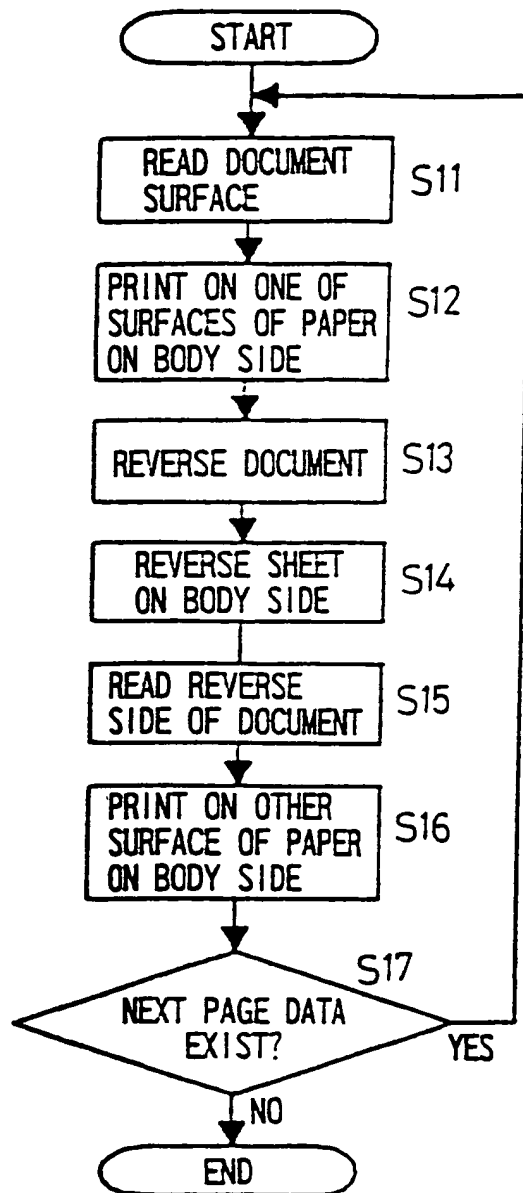 START
READ DOCUMENT
SURFACE
S11
PRINT ON ONE OF
SURFACES OF PAPER
ON BODY SIDE
S12
REVERSE DOCUMENT
S13
REVERSE SHEET
ON BODY SIDE
S14
READ REVERSE
SIDE OF DOCUMENT
S15
PRINT ON OTHER
SURFACE OF PAPER
ON BODY SIDE
S16
S17
NEXT PAGE DATA
EXIST?
YES
NO
END